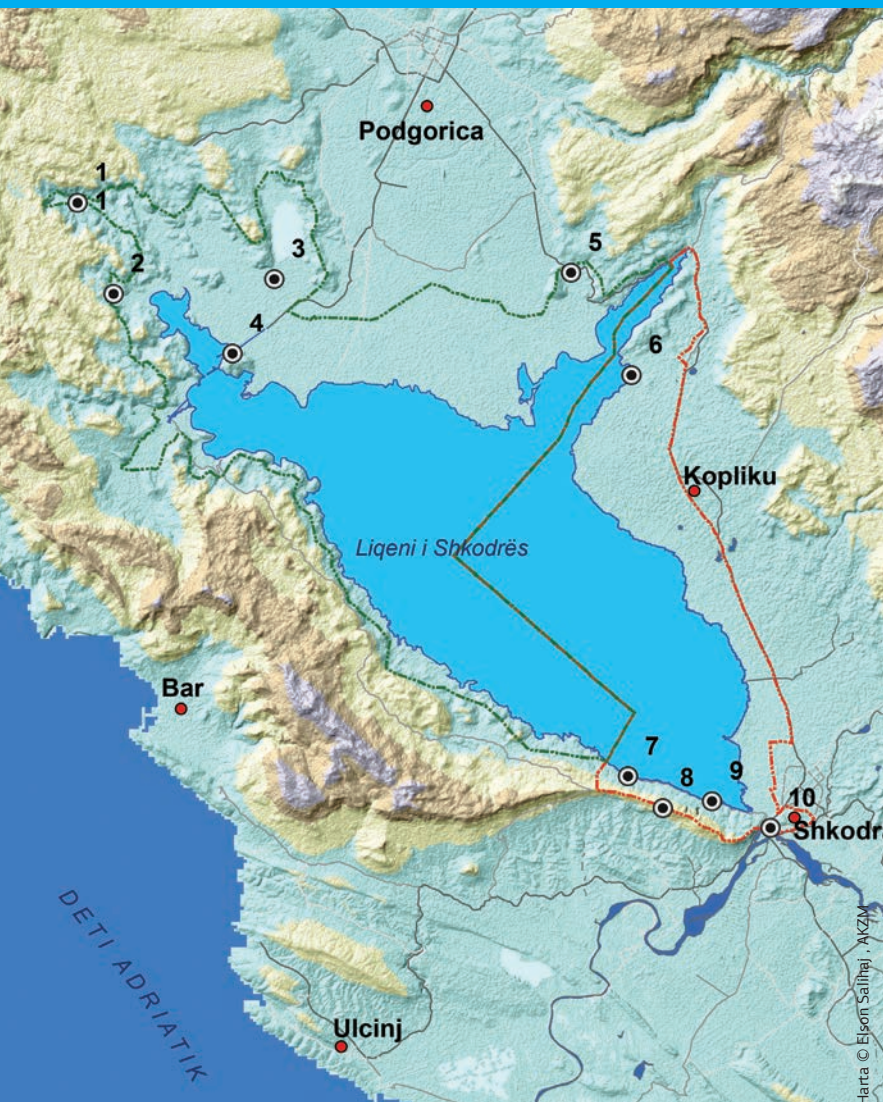 Podgorica
1
1
2
3
5
4
6
Kopliku
Liqeni i Shkodrës
Bar
7
8
9
10
Shkodr
DETI ADRIATIK
Ulcinj
Harta © Elson Salihaj , AKZM